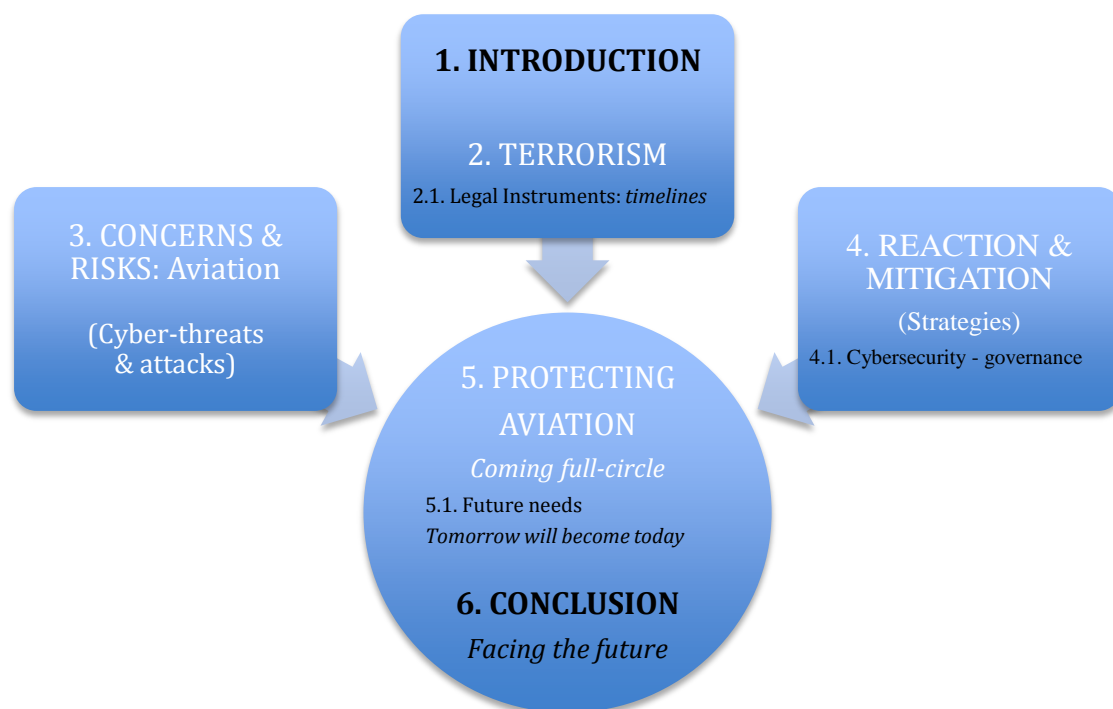 1. INTRODUCTION
2. TERRORISM
2.1. Legal Instruments: timelines
3. CONCERNS &
RISKS: Aviation
(Cyber-threats
& attacks)
4. REACTION &
MITIGATION
(Strategies)
4.1. Cybersecurity - governance
5. PROTECTING
AVIATION
Coming full-circle
5.1. Future needs
Tomorrow will become today
6. CONCLUSION
Facing the future